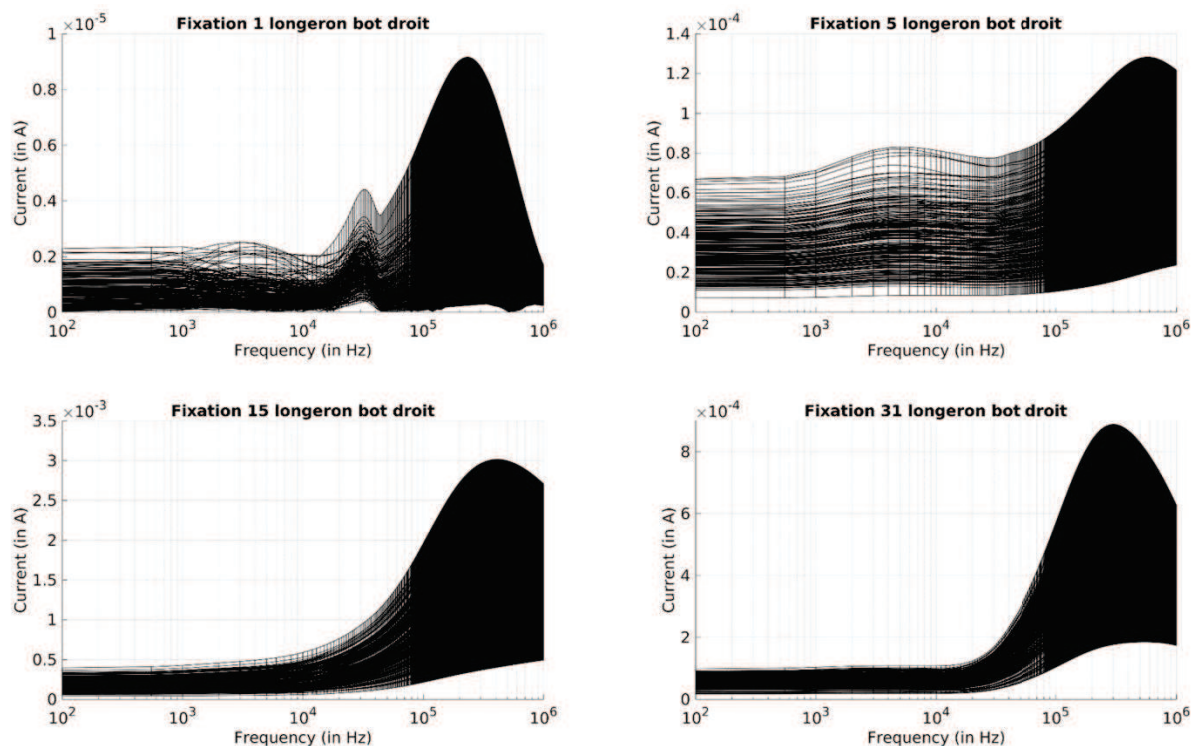 Fixation 1 longeron bot droit
×10⁻⁵
1
0.8
0.6
0.4
0.2
0
Current (in A)
10² 10³ 10⁴ 10⁵ 10⁶
Frequency (in Hz)
Fixation 5 longeron bot droit
×10⁻⁴
1.4
1.2
1
0.8
0.6
0.4
0.2
0
Current (in A)
10² 10³ 10⁴ 10⁵ 10⁶
Frequency (in Hz)
Fixation 15 longeron bot droit
×10⁻³
3.5
3
2.5
2
1.5
1
0.5
0
Current (in A)
10² 10³ 10⁴ 10⁵ 10⁶
Frequency (in Hz)
Fixation 31 longeron bot droit
×10⁻⁴
8
6
4
2
0
Current (in A)
10² 10³ 10⁴ 10⁵ 10⁶
Frequency (in Hz)